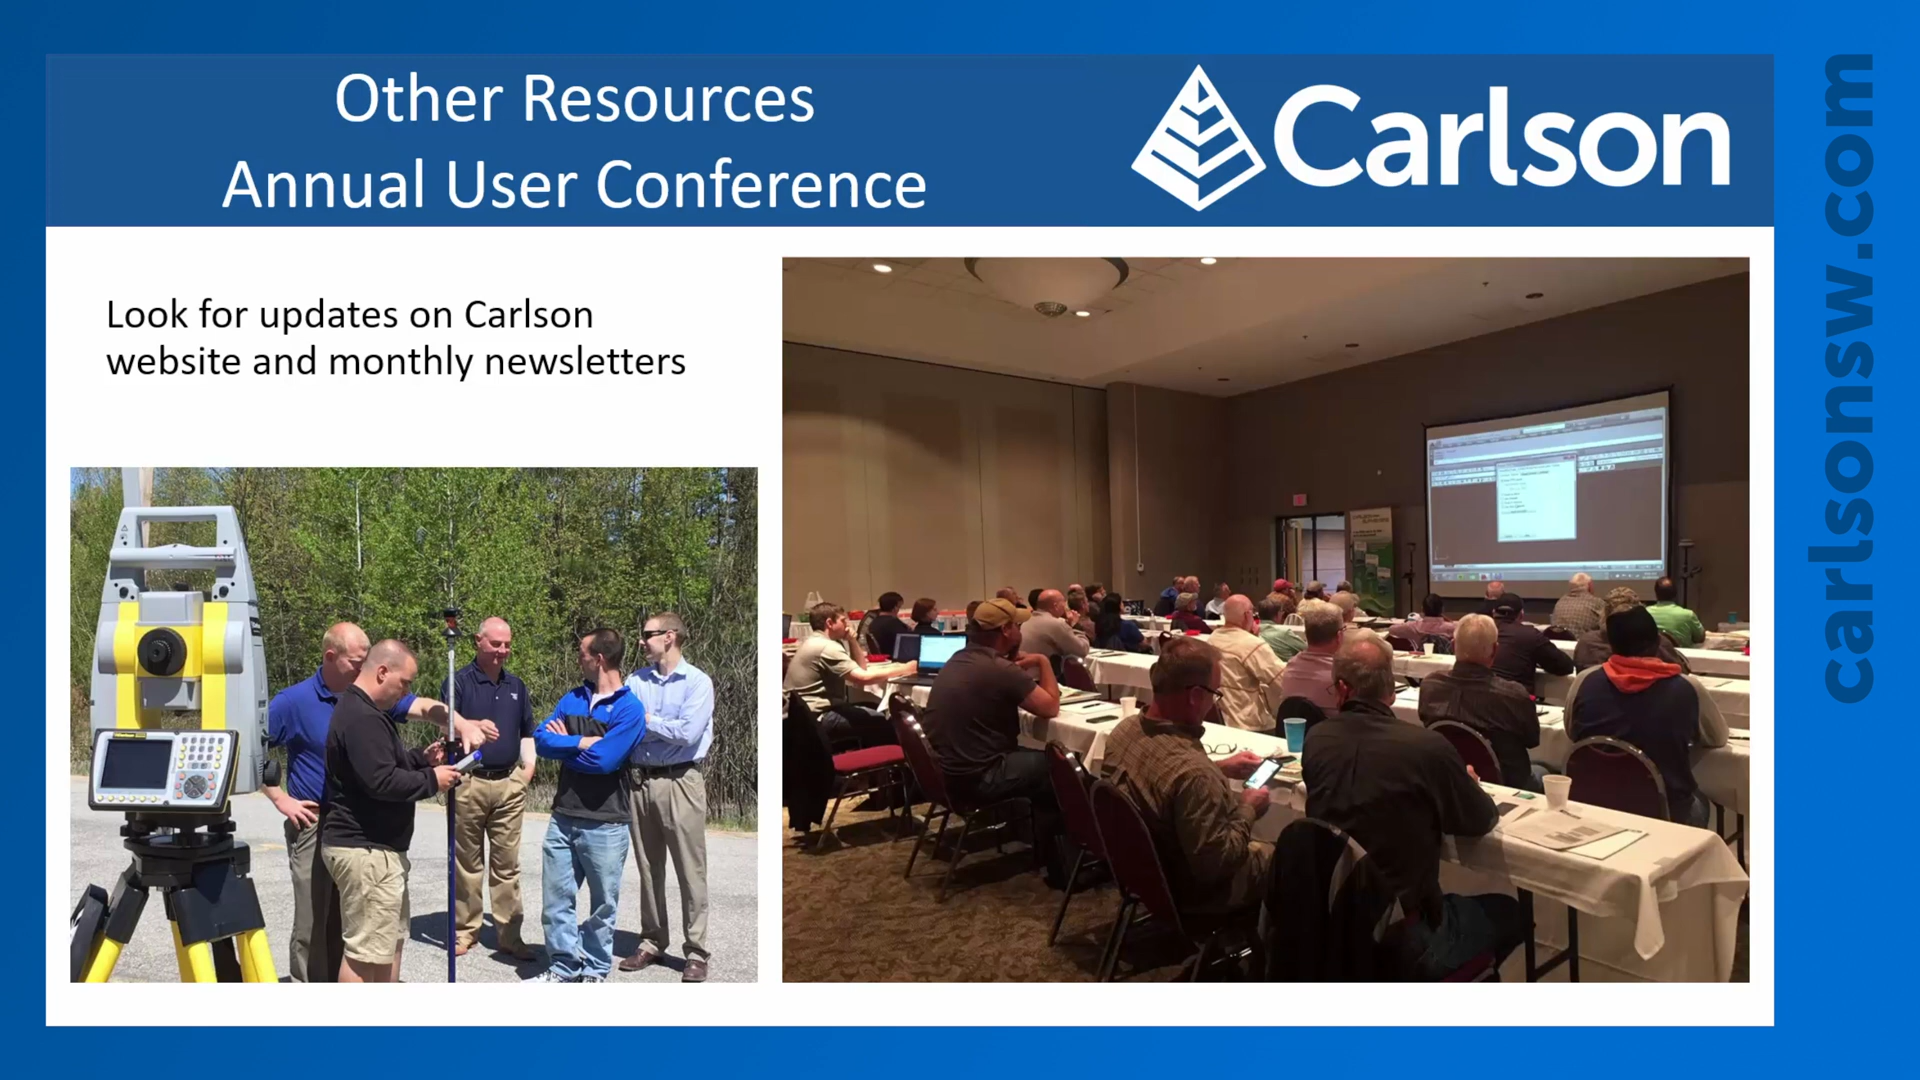 Other Resources
Annual User Conference
Carlson
Look for updates on Carlson
website and monthly newsletters
carlsonsw.com